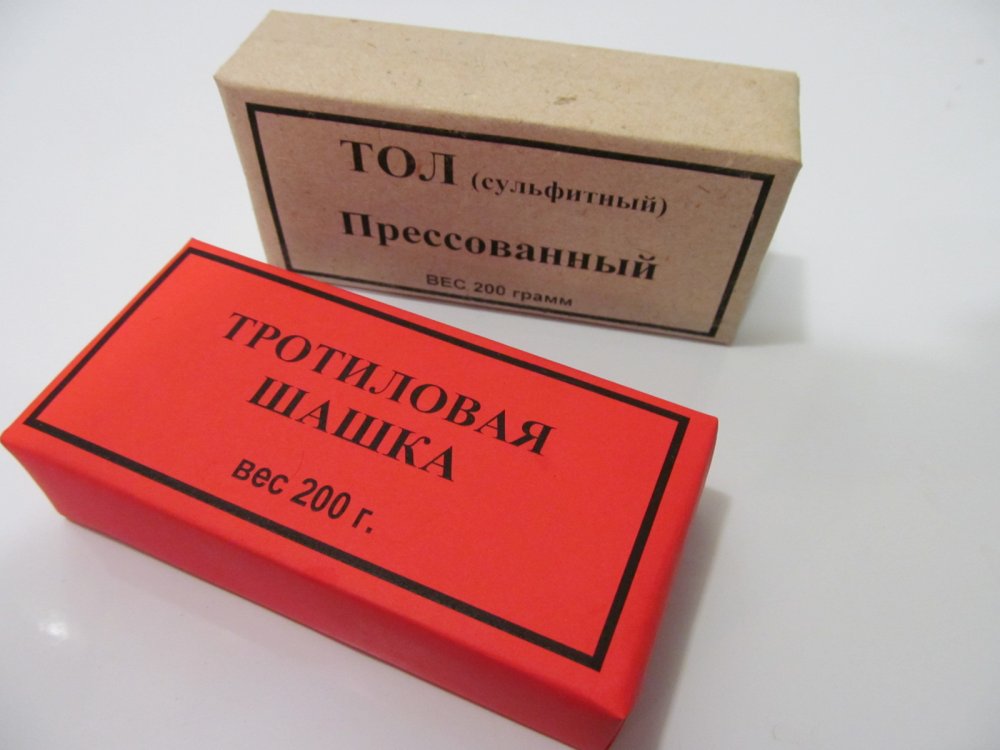 ТОЛ (сульфитный)
Прессованный
ВЕС 200 грамм
ТРОТИЛОВАЯ
ШАШКА
вес 200 г.